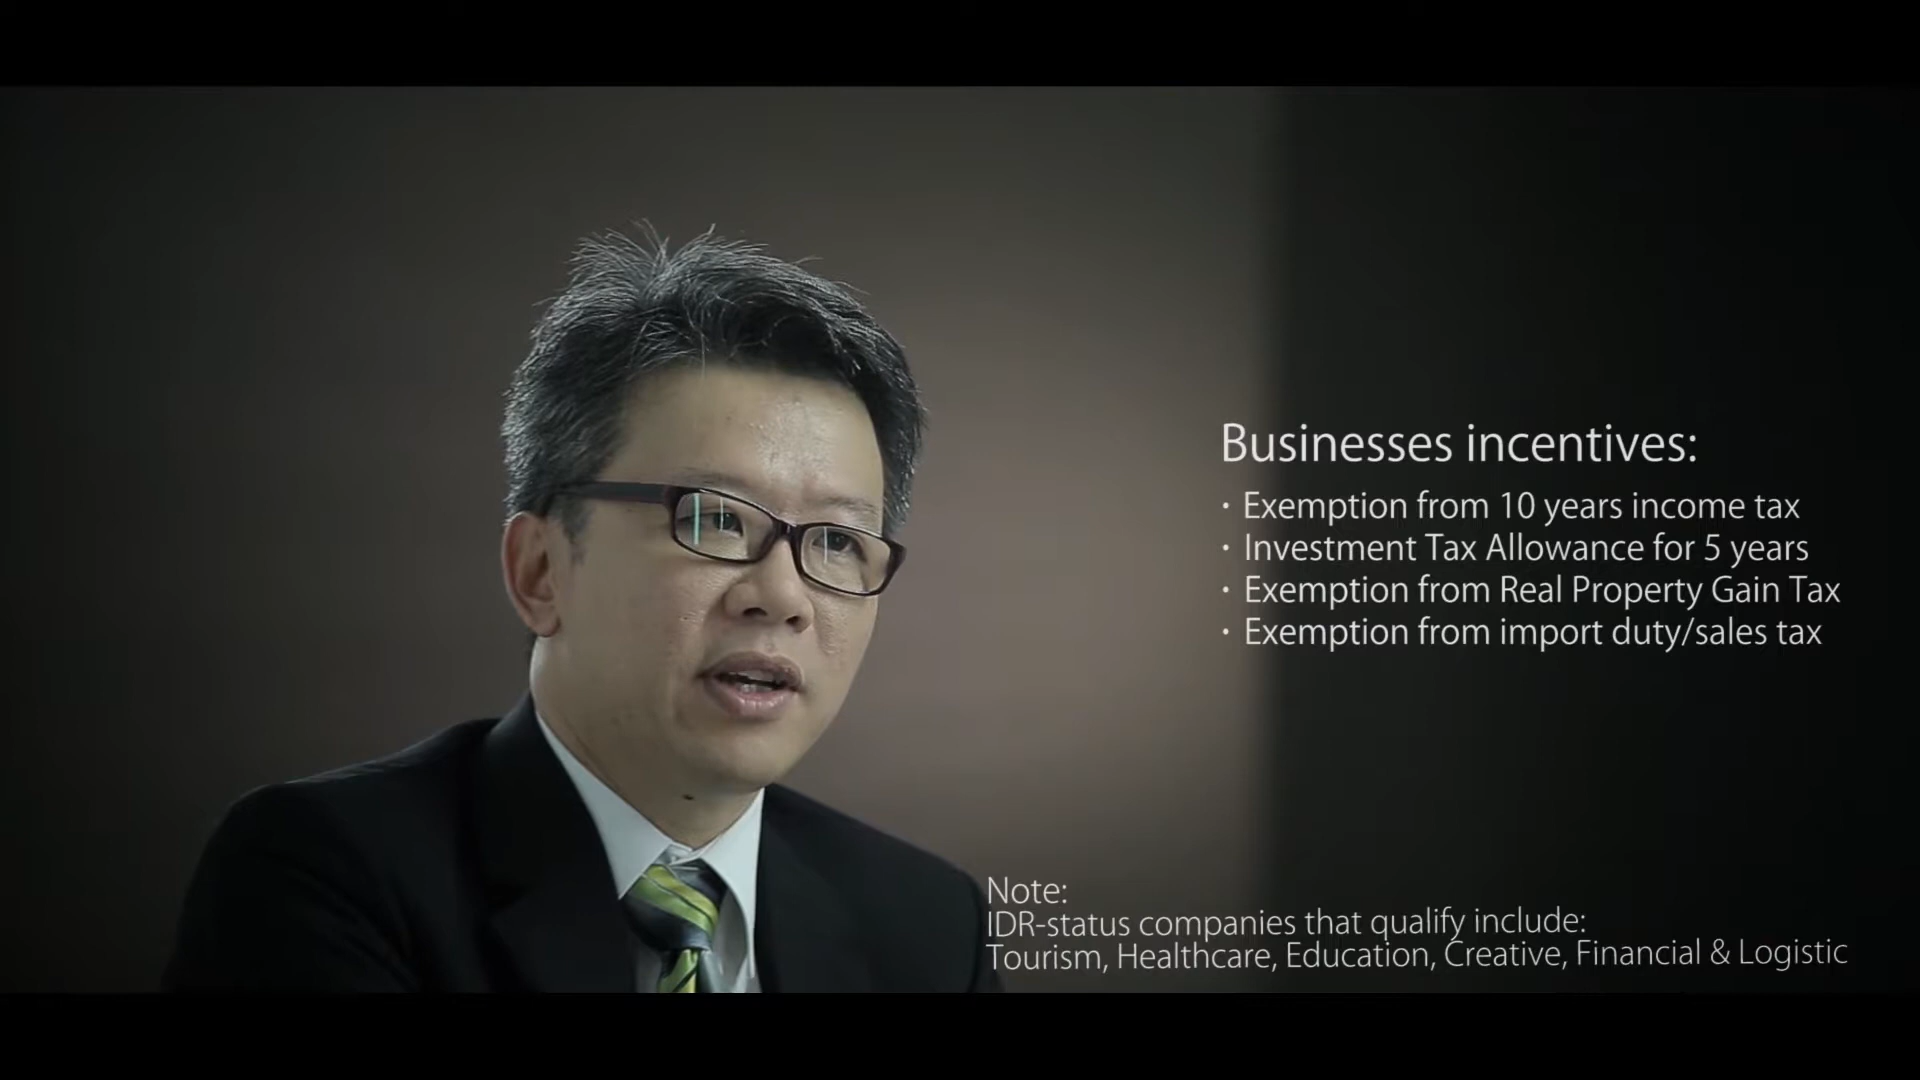 Businesses incentives:
· Exemption from 10 years income tax
· Investment Tax Allowance for 5 years
· Exemption from Real Property Gain Tax
· Exemption from import duty/sales tax
Note:
IDR-status companies that qualify include:
Tourism, Healthcare, Education, Creative, Financial & Logistic